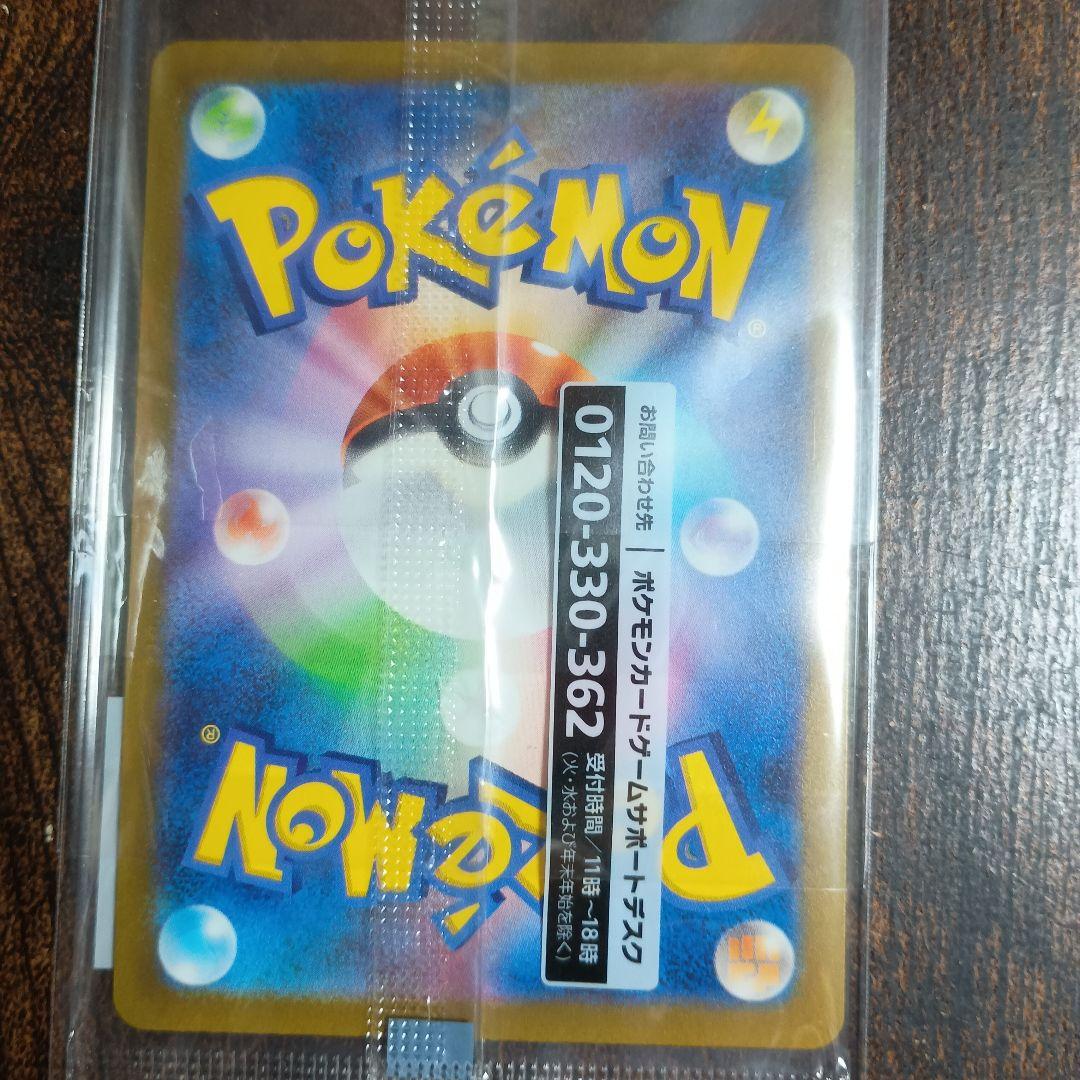 POKéMON
®
お問い合わせ先 | ポケモンカードゲームサポートデスク
0120-330-362 受付時間/11時~18時
(火・水および年末年始を除く)
POKéMON
®